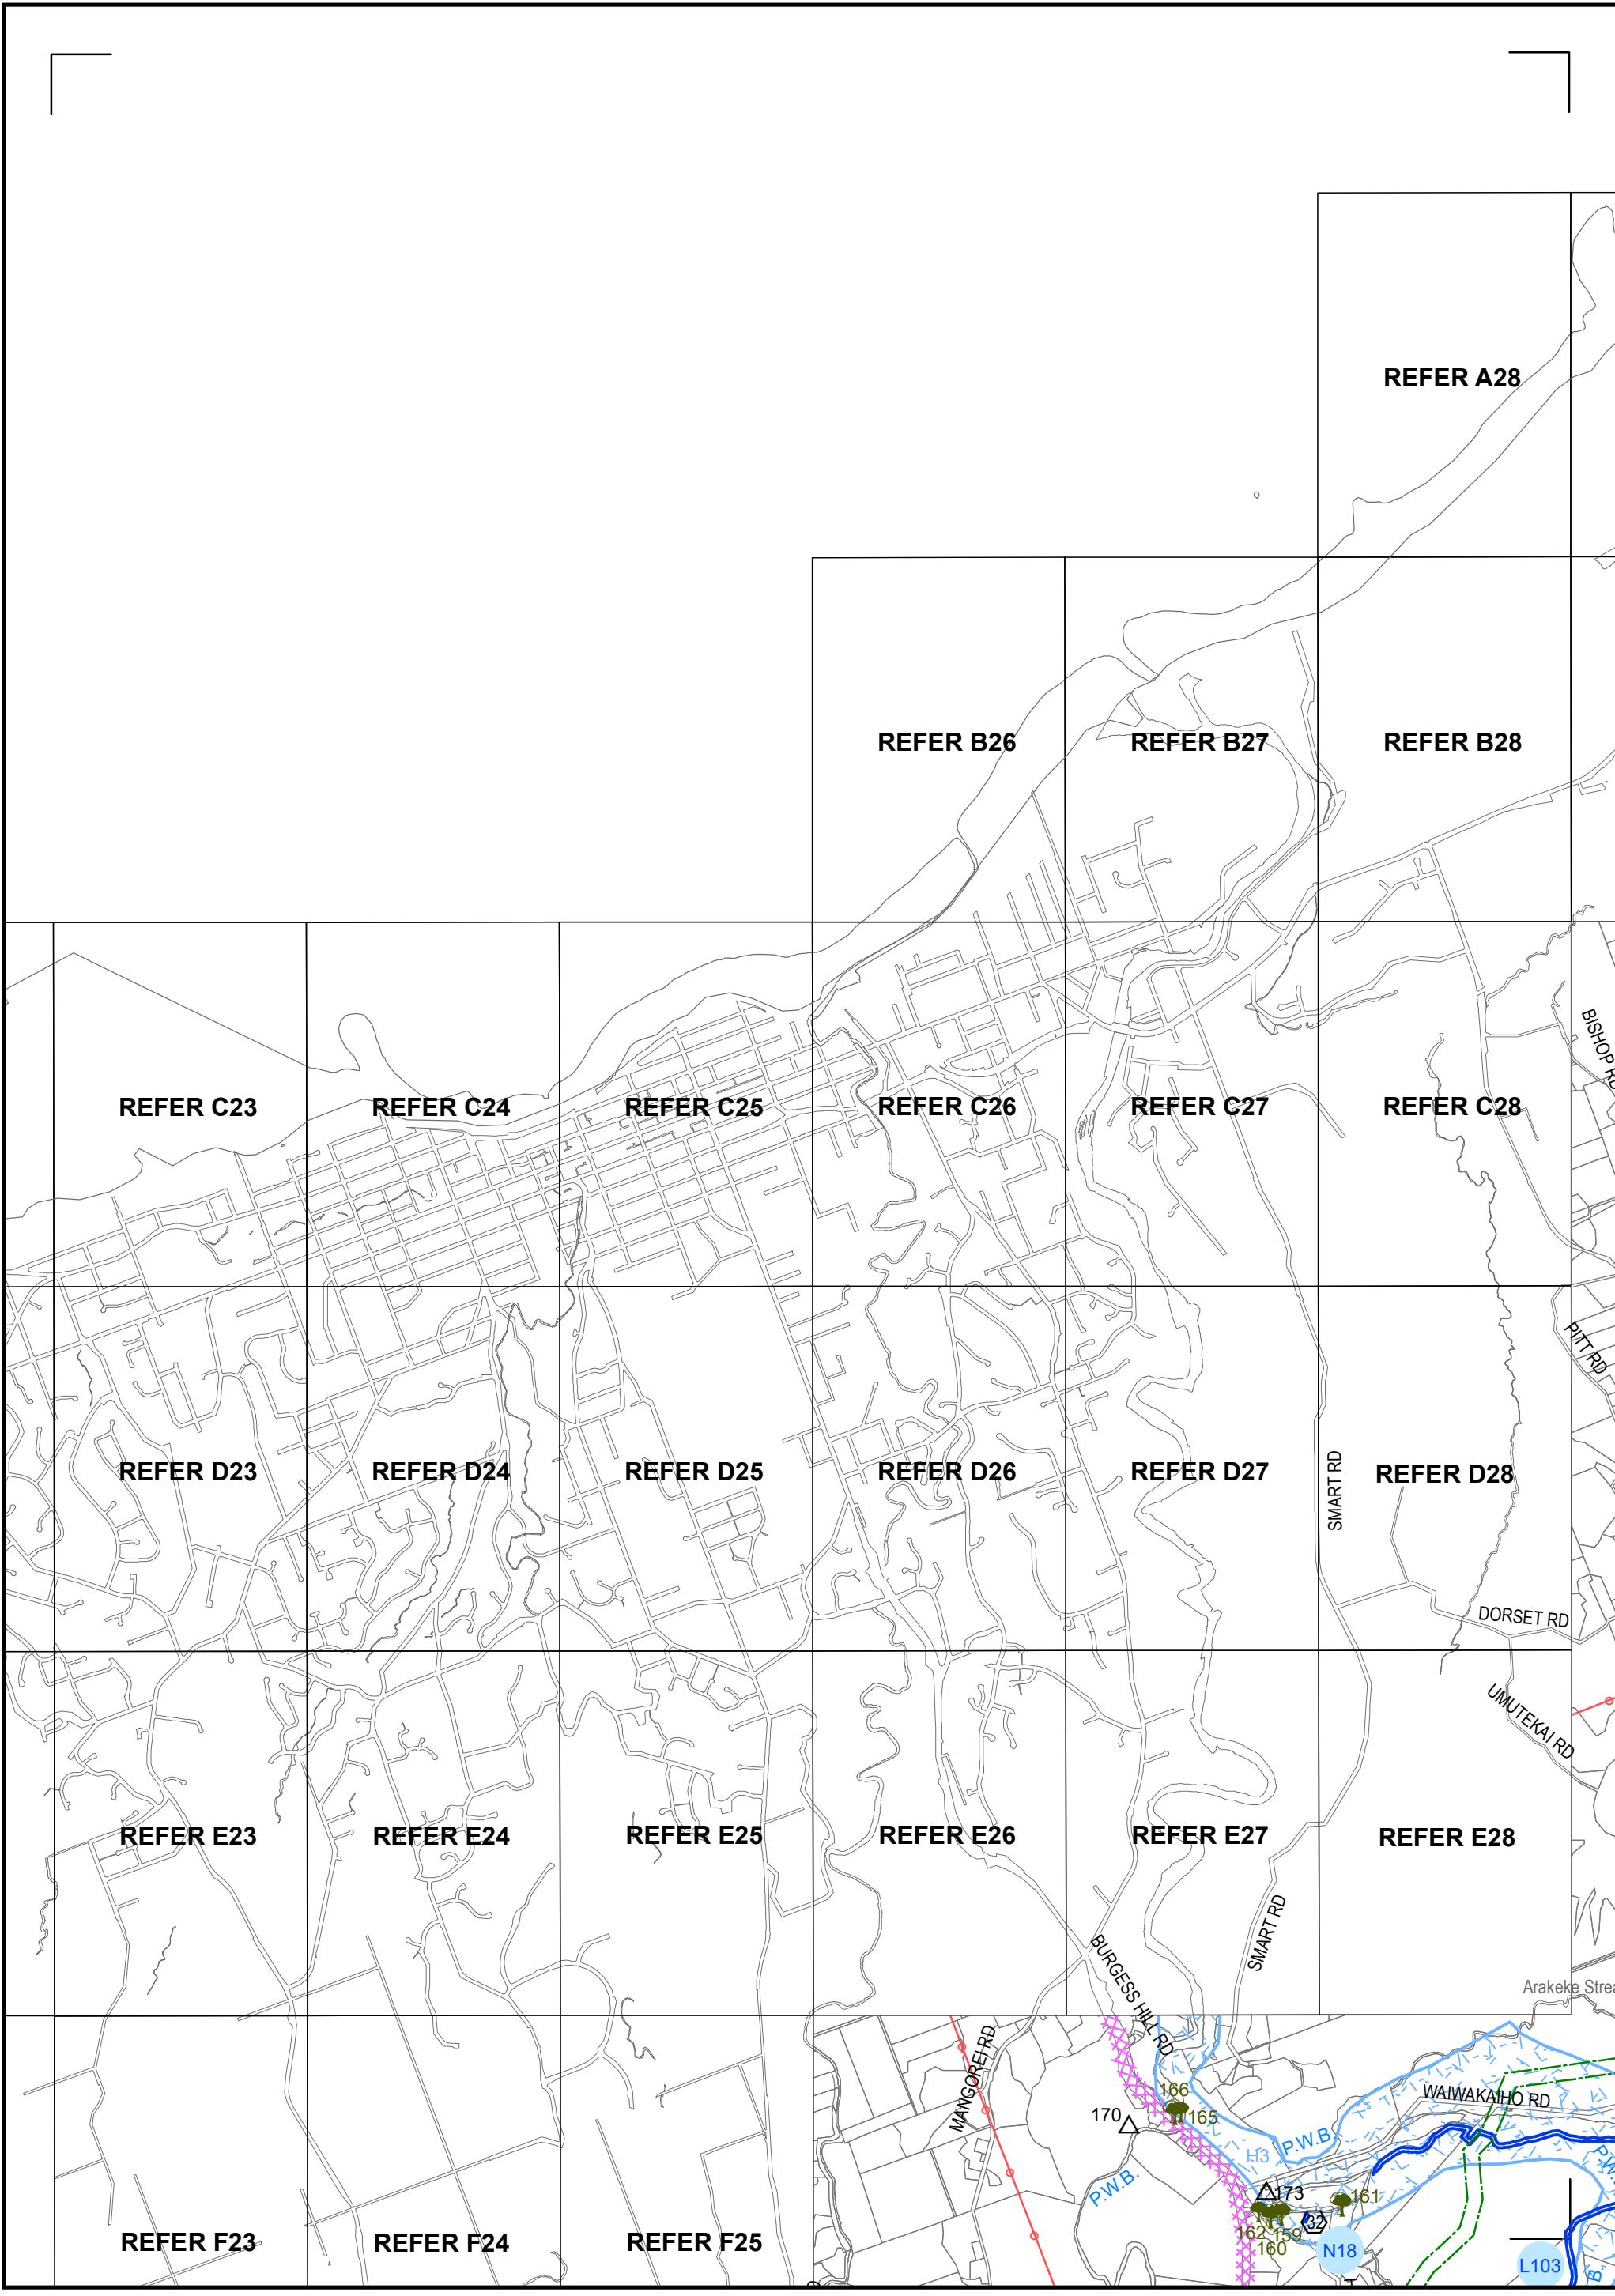 REFER A28
REFER B26
REFER B27
REFER B28
BISHOP RD
REFER C23
REFER C24
REFER C25
REFER C26
REFER C27
REFER C28
PITT RD
REFER D23
REFER D24
REFER D25
REFER D26
REFER D27
SMART RD
REFER D28
DORSET RD
UMUTEKAI RD
REFER E23
REFER E24
REFER E25
REFER E26
REFER E27
REFER E28
SMART RD
BURGESS HILL RD
Arakeke Strea
MANGOREI RD
166
165
170
WAIWAKAIHO RD
P.W.B.
H3
P.W.B.
P.W.
173
161
162
159
160
32
N18
L103
B.
H
REFER F23
REFER F24
REFER F25